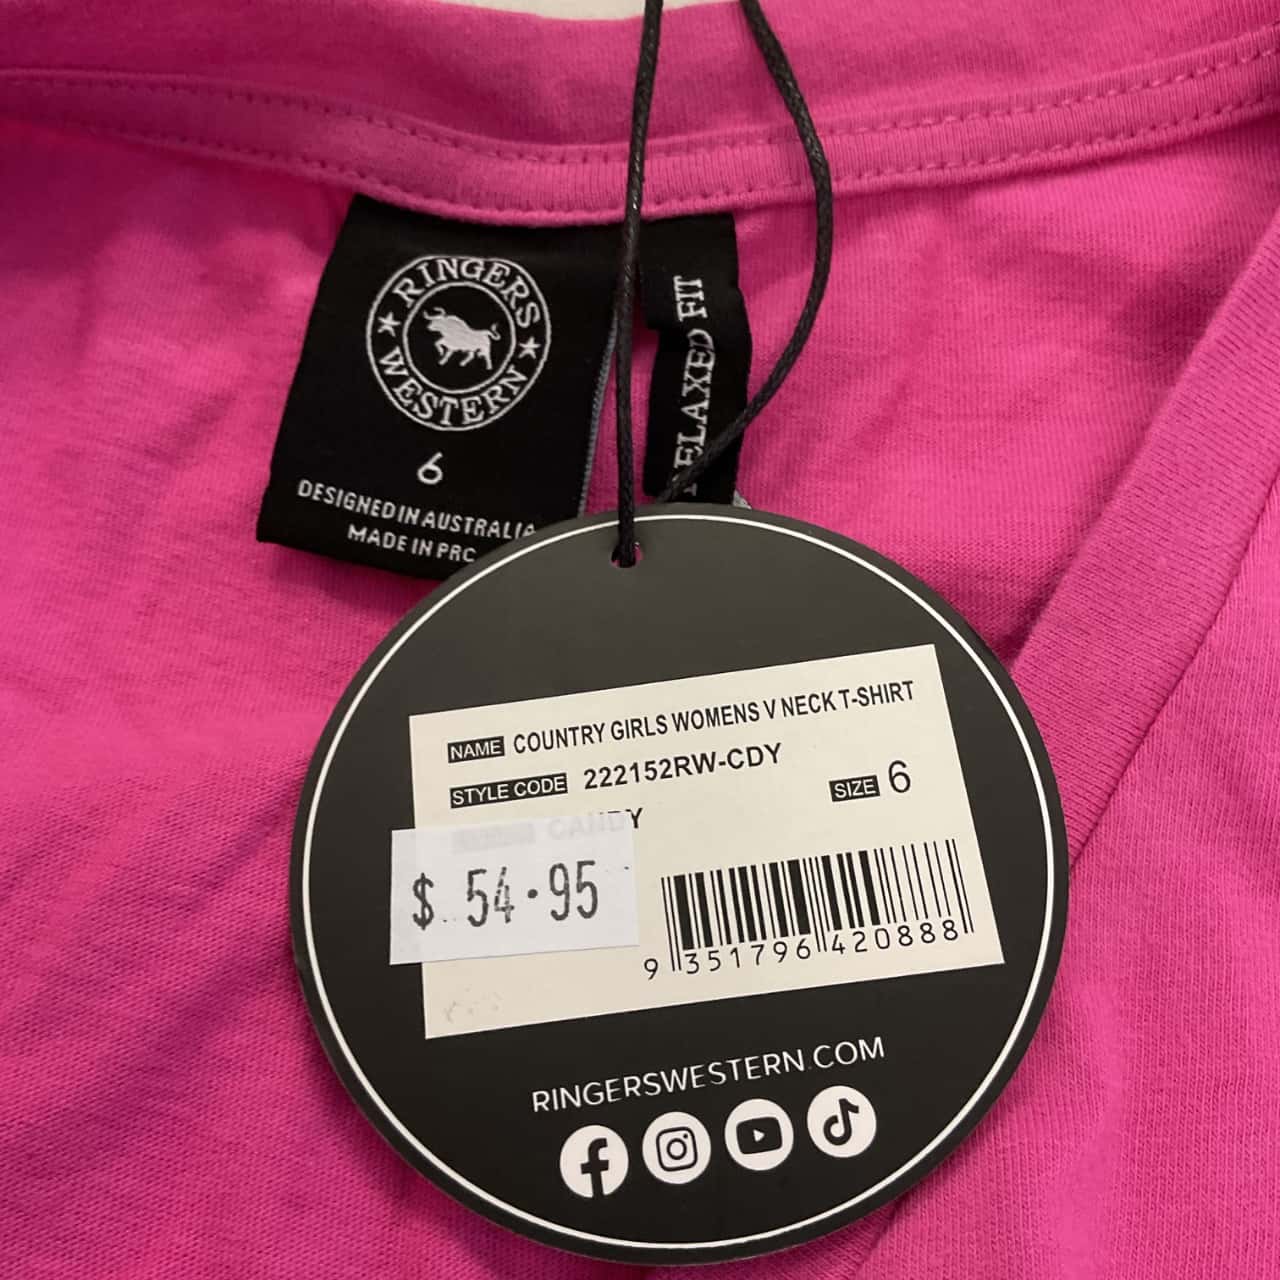 RINGERS
WESTERN
6
DESIGNED IN AUSTRALIA
MADE IN PRC
RELAXED FIT
NAME COUNTRY GIRLS WOMENS V NECK T-SHIRT
STYLE CODE 222152RW-CDY
SIZE 6
CANDY
$ 54.95
9 351796 420888
RINGERSWESTERN.COM